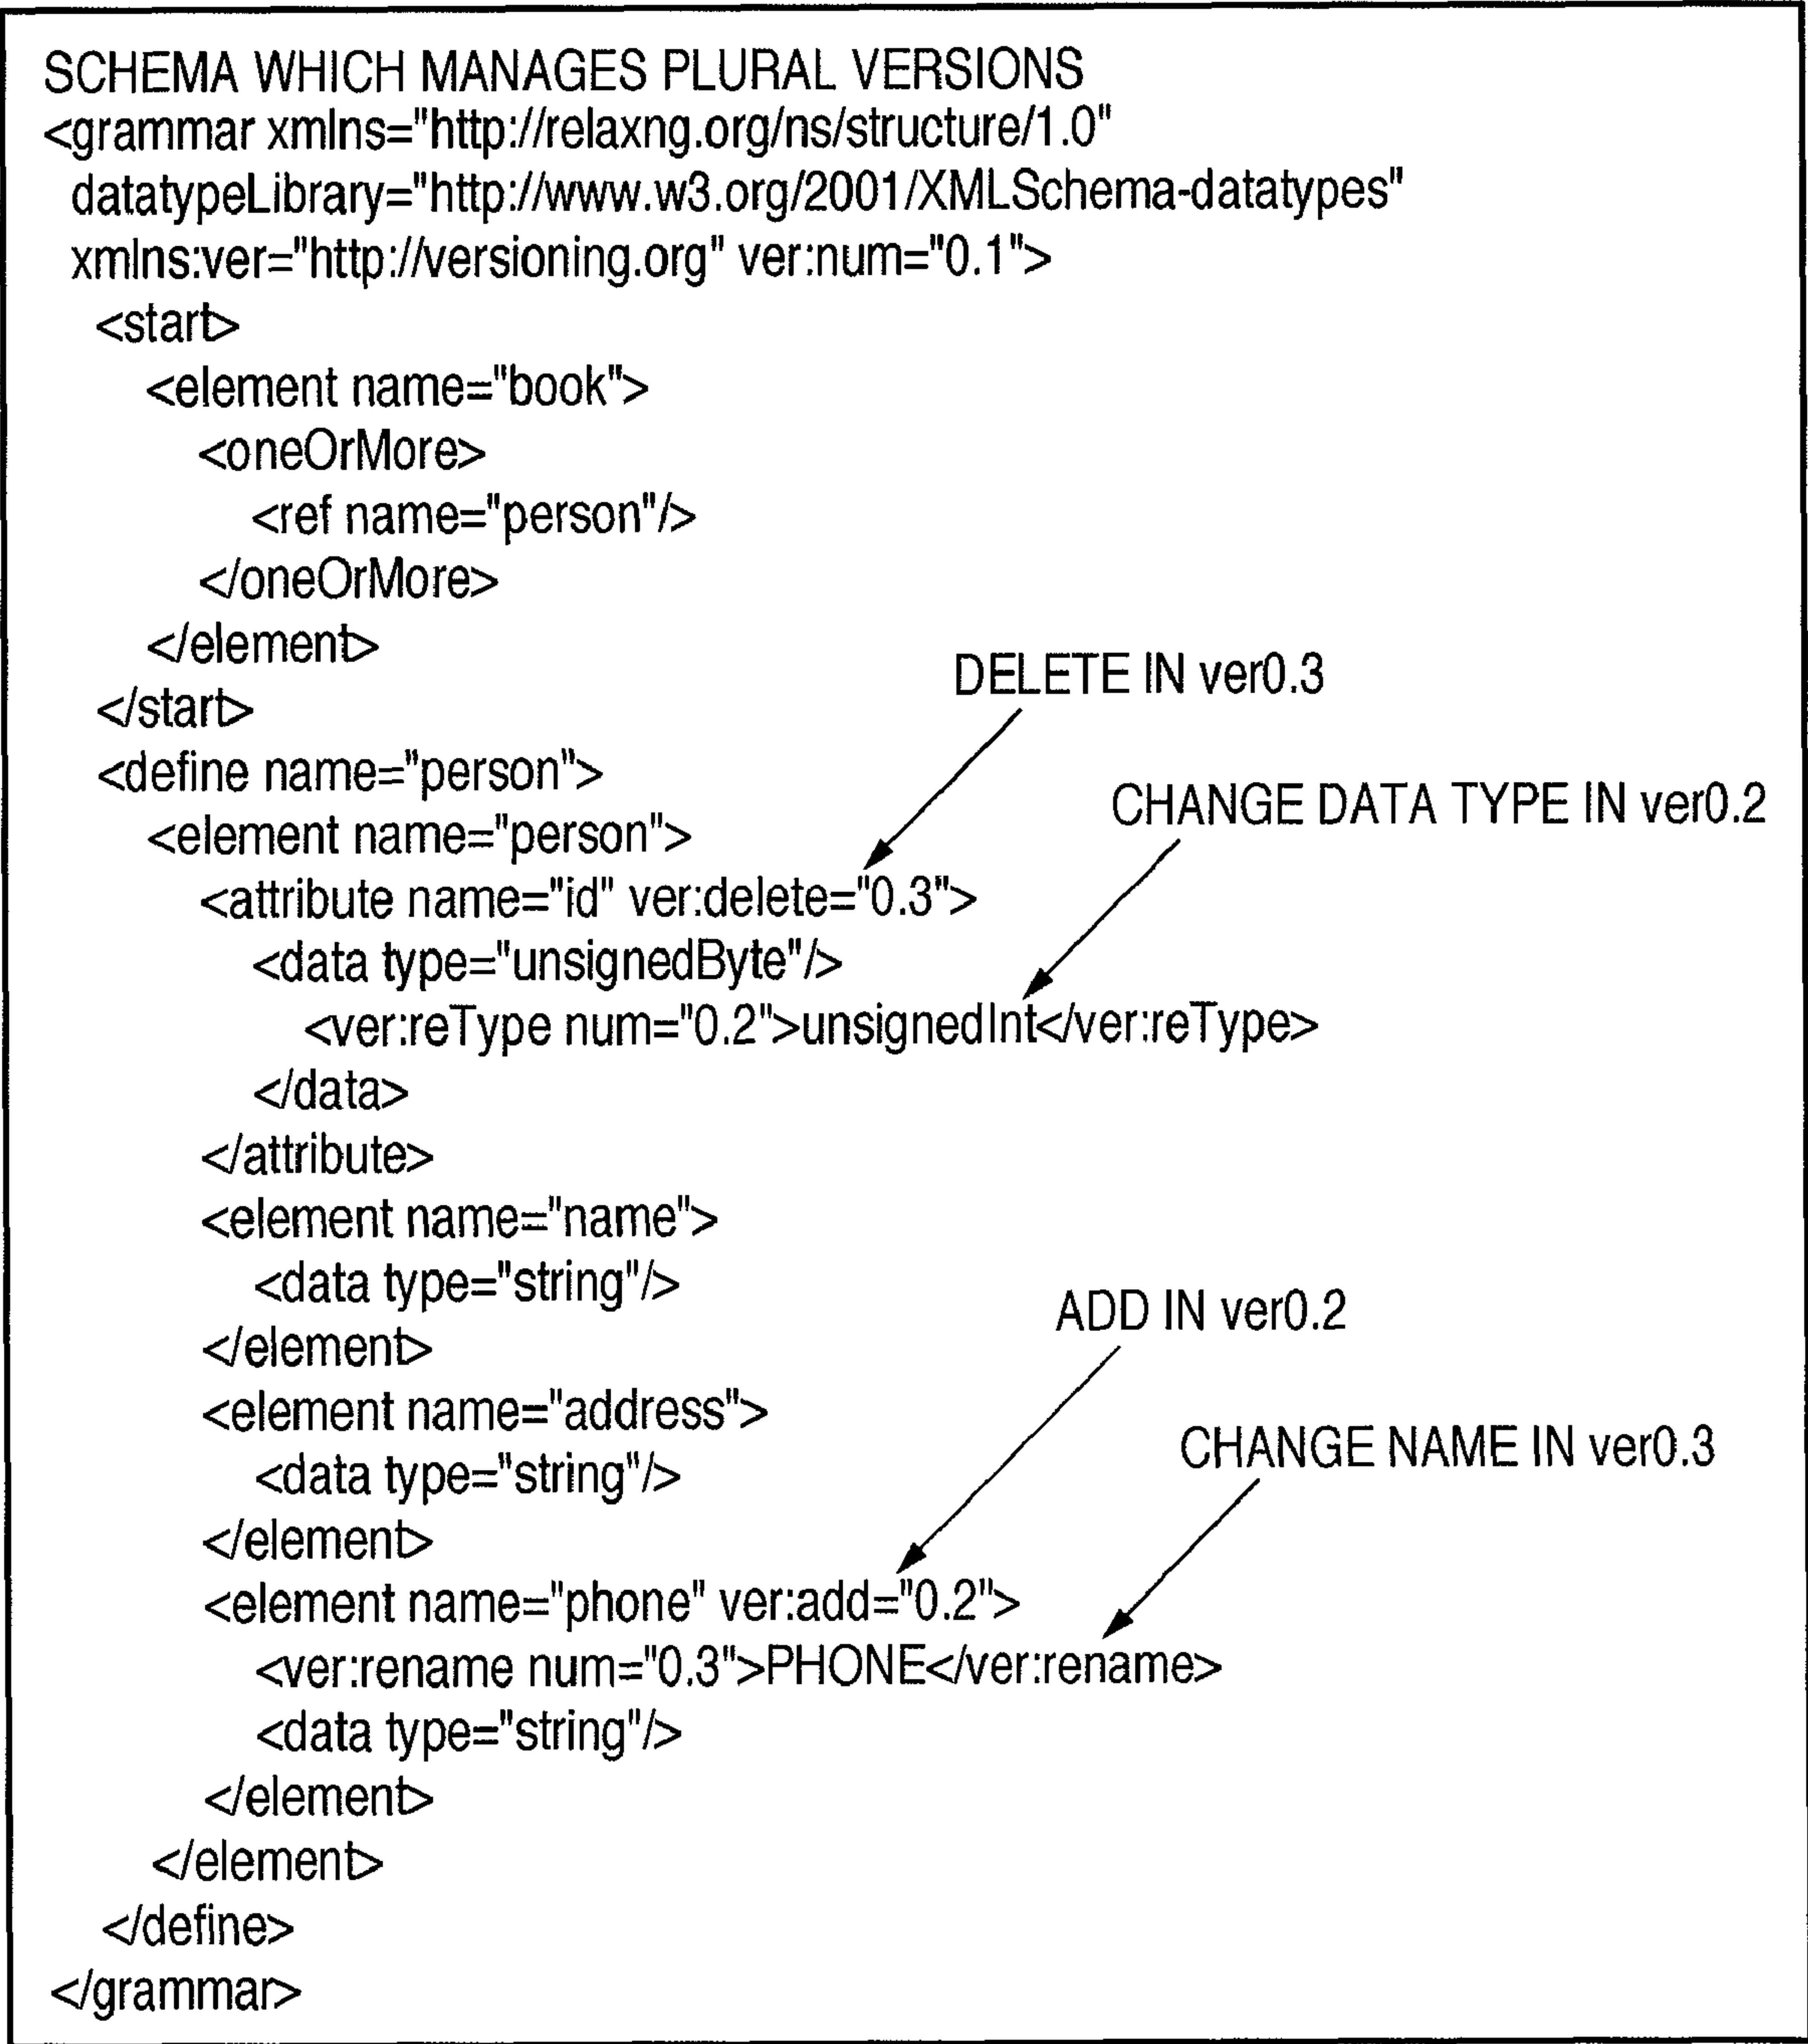 SCHEMA WHICH MANAGES PLURAL VERSIONS
<grammar xmlns="http://relaxng.org/ns/structure/1.0"
datatypeLibrary="http://www.w3.org/2001/XMLSchema-datatypes"
xmlns:ver="http://versioning.org" ver:num="0.1">
<start>
<element name="book">
<oneOrMore>
<ref name="person"/>
</oneOrMore>
</element>
DELETE IN ver0.3
</start>
<define name="person">
CHANGE DATA TYPE IN ver0.2
<element name="person">
<attribute name="id" ver:delete="0.3">
<data type="unsignedByte"/>
<ver:reType num="0.2">unsignedInt</ver:reType>
</data>
</attribute>
<element name="name">
<data type="string"/>
ADD IN ver0.2
</element>
<element name="address">
CHANGE NAME IN ver0.3
<data type="string"/>
</element>
<element name="phone" ver:add="0.2">
<ver:rename num="0.3">PHONE</ver:rename>
<data type="string"/>
</element>
</element>
</define>
</grammar>